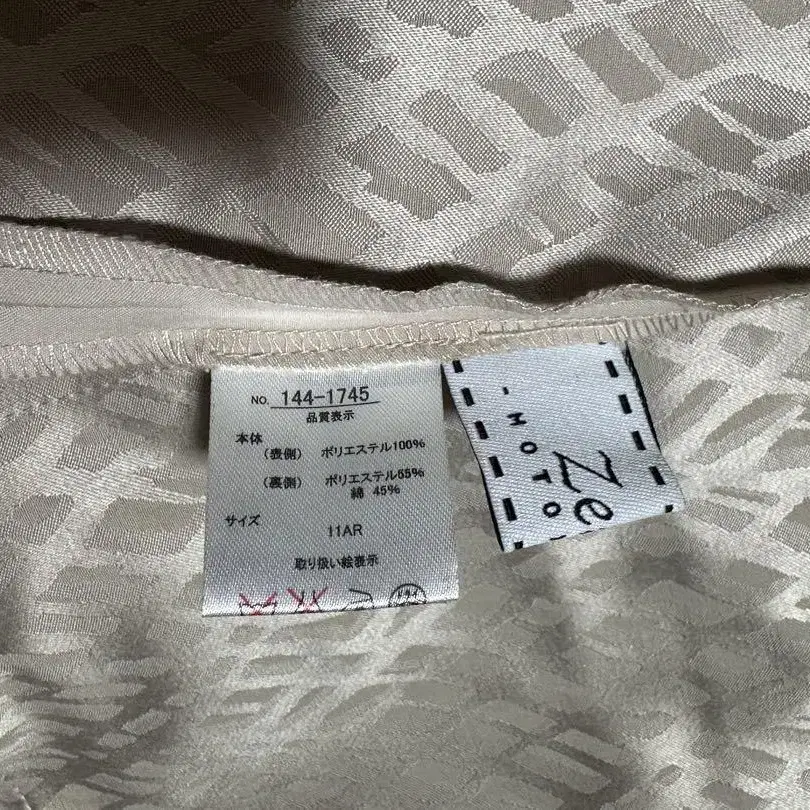 NO. 144-1745
品質表示
本体
(表側) ポリエステル100%
(裏側) ポリエステル55%
綿 45%
サイズ
11AR
取り扱い絵表示
Ze
-MOTO